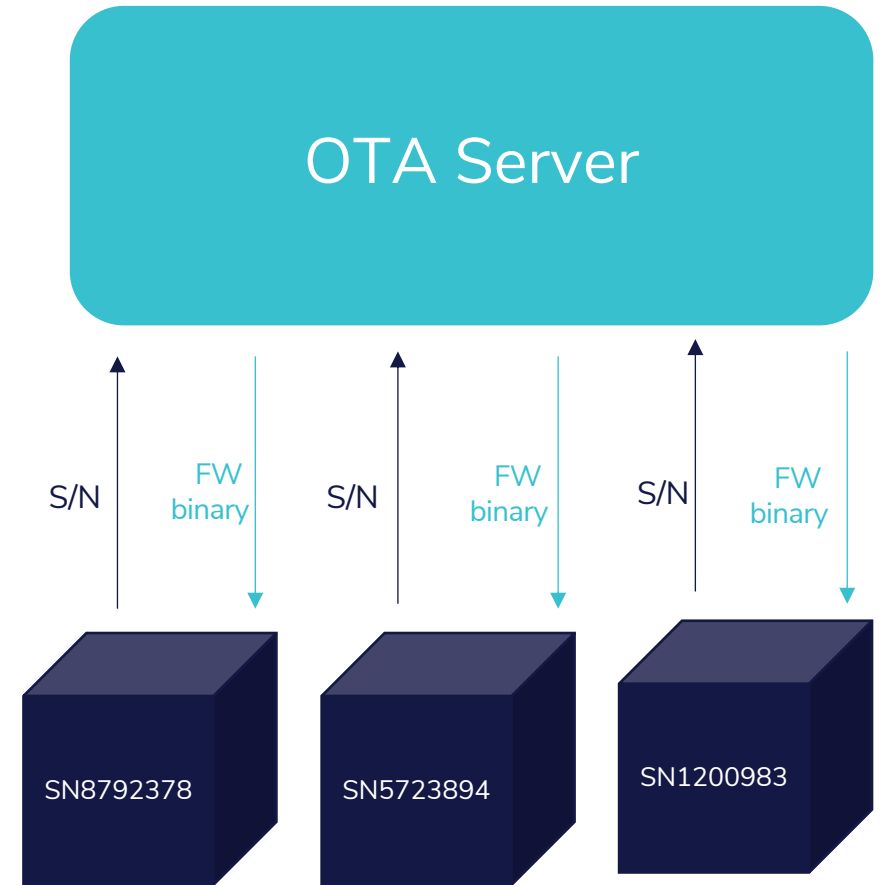 OTA Server
S/N
FW
binary
S/N
FW
binary
S/N
FW
binary
SN8792378
SN5723894
SN1200983